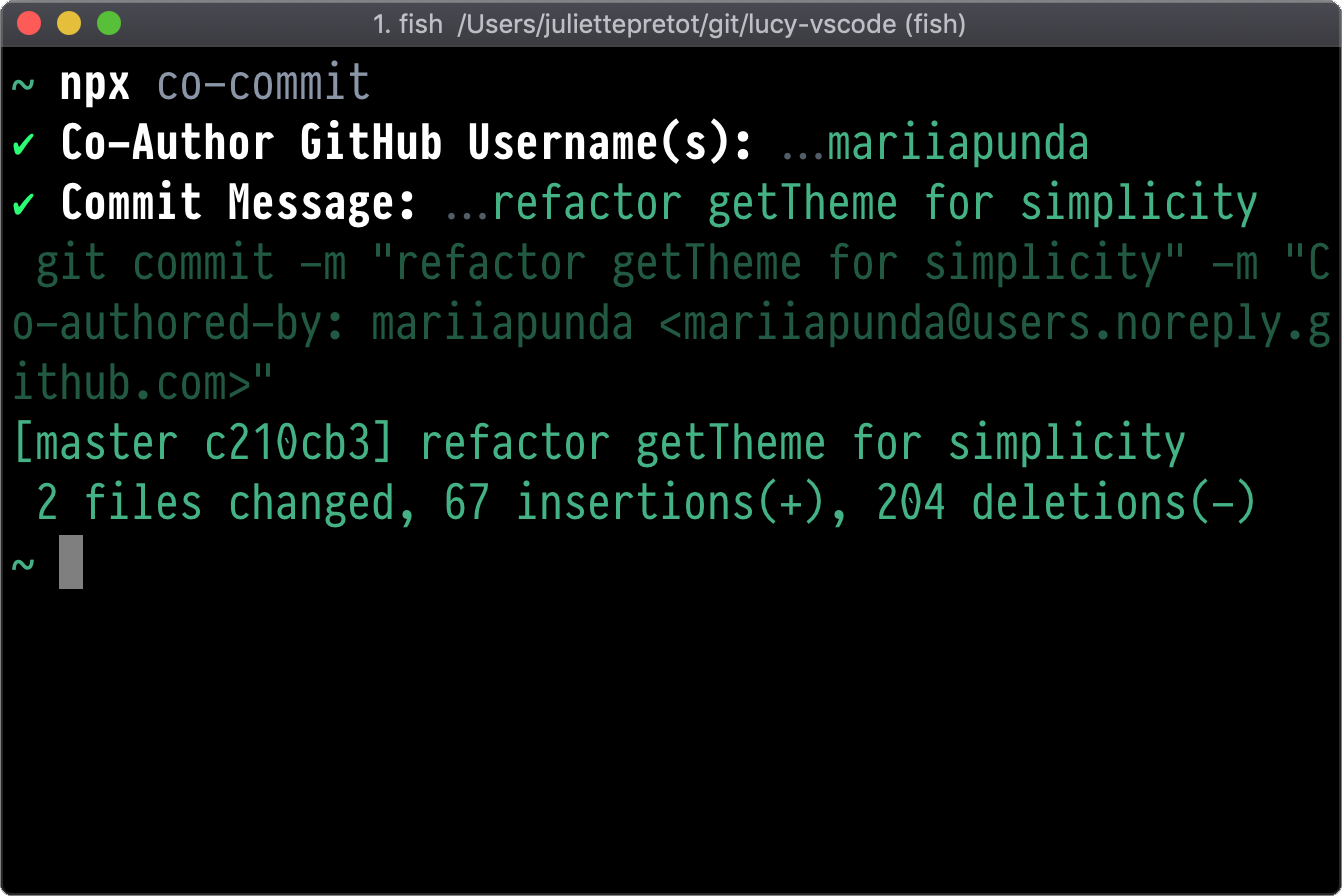 1. fish /Users/juliettepretot/git/lucy-vscode (fish)
~ npx co-commit
✔ Co-Author GitHub Username(s): …mariiapunda
✔ Commit Message: …refactor getTheme for simplicity
git commit -m "refactor getTheme for simplicity" -m "C
o-authored-by: mariiapunda <mariiapunda@users.noreply.g
ithub.com>"
[master c210cb3] refactor getTheme for simplicity
2 files changed, 67 insertions(+), 204 deletions(-)
~